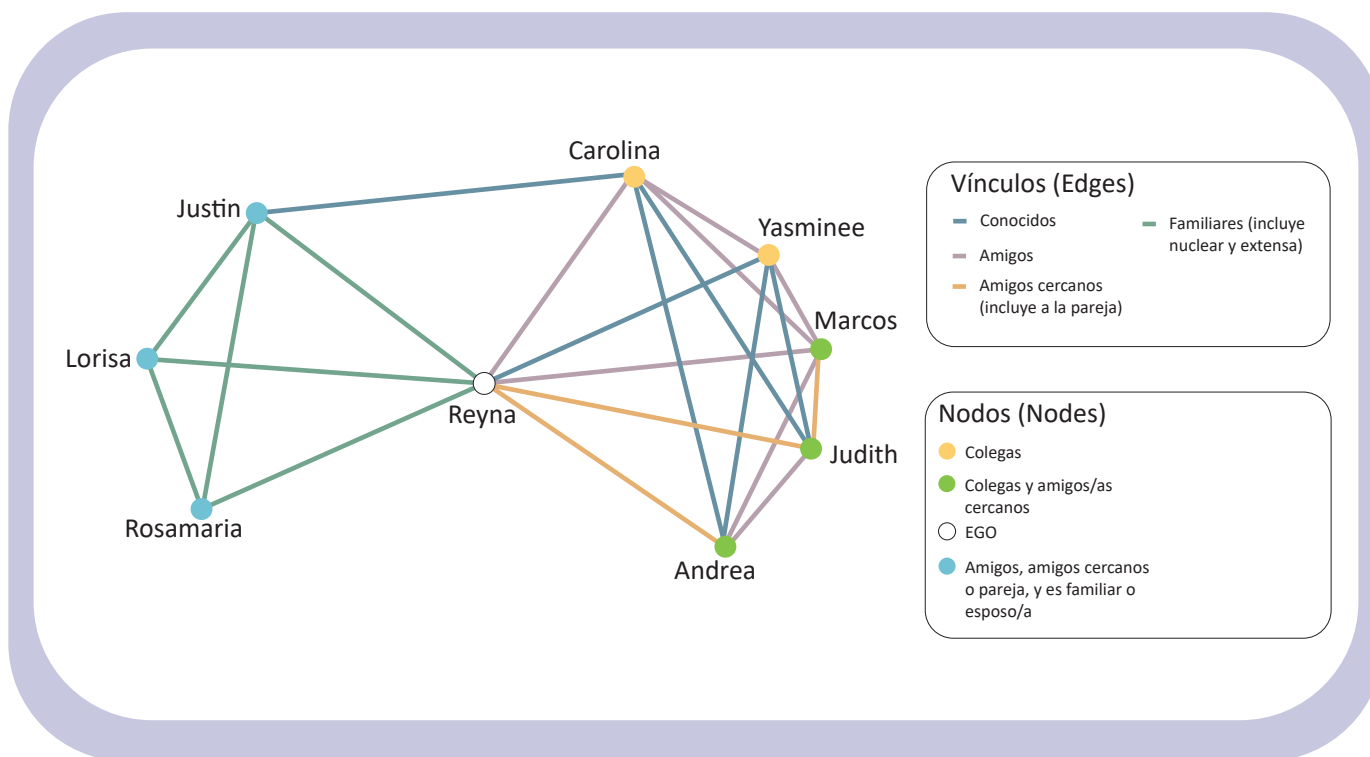 Carolina
Justin
Yasminee
Marcos
Lorisa
Reyna
Judith
Rosamaria
Andrea
Vínculos (Edges)
Conocidos
Amigos
Amigos cercanos
(incluye a la pareja)
Familiares (incluye
nuclear y extensa)
Nodos (Nodes)
Colegas
Colegas y amigos/as
cercanos
EGO
Amigos, amigos cercanos
o pareja, y es familiar o
esposo/a